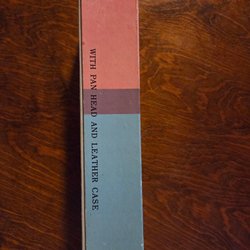 WITH PAN HEAD AND LEATHER CASE